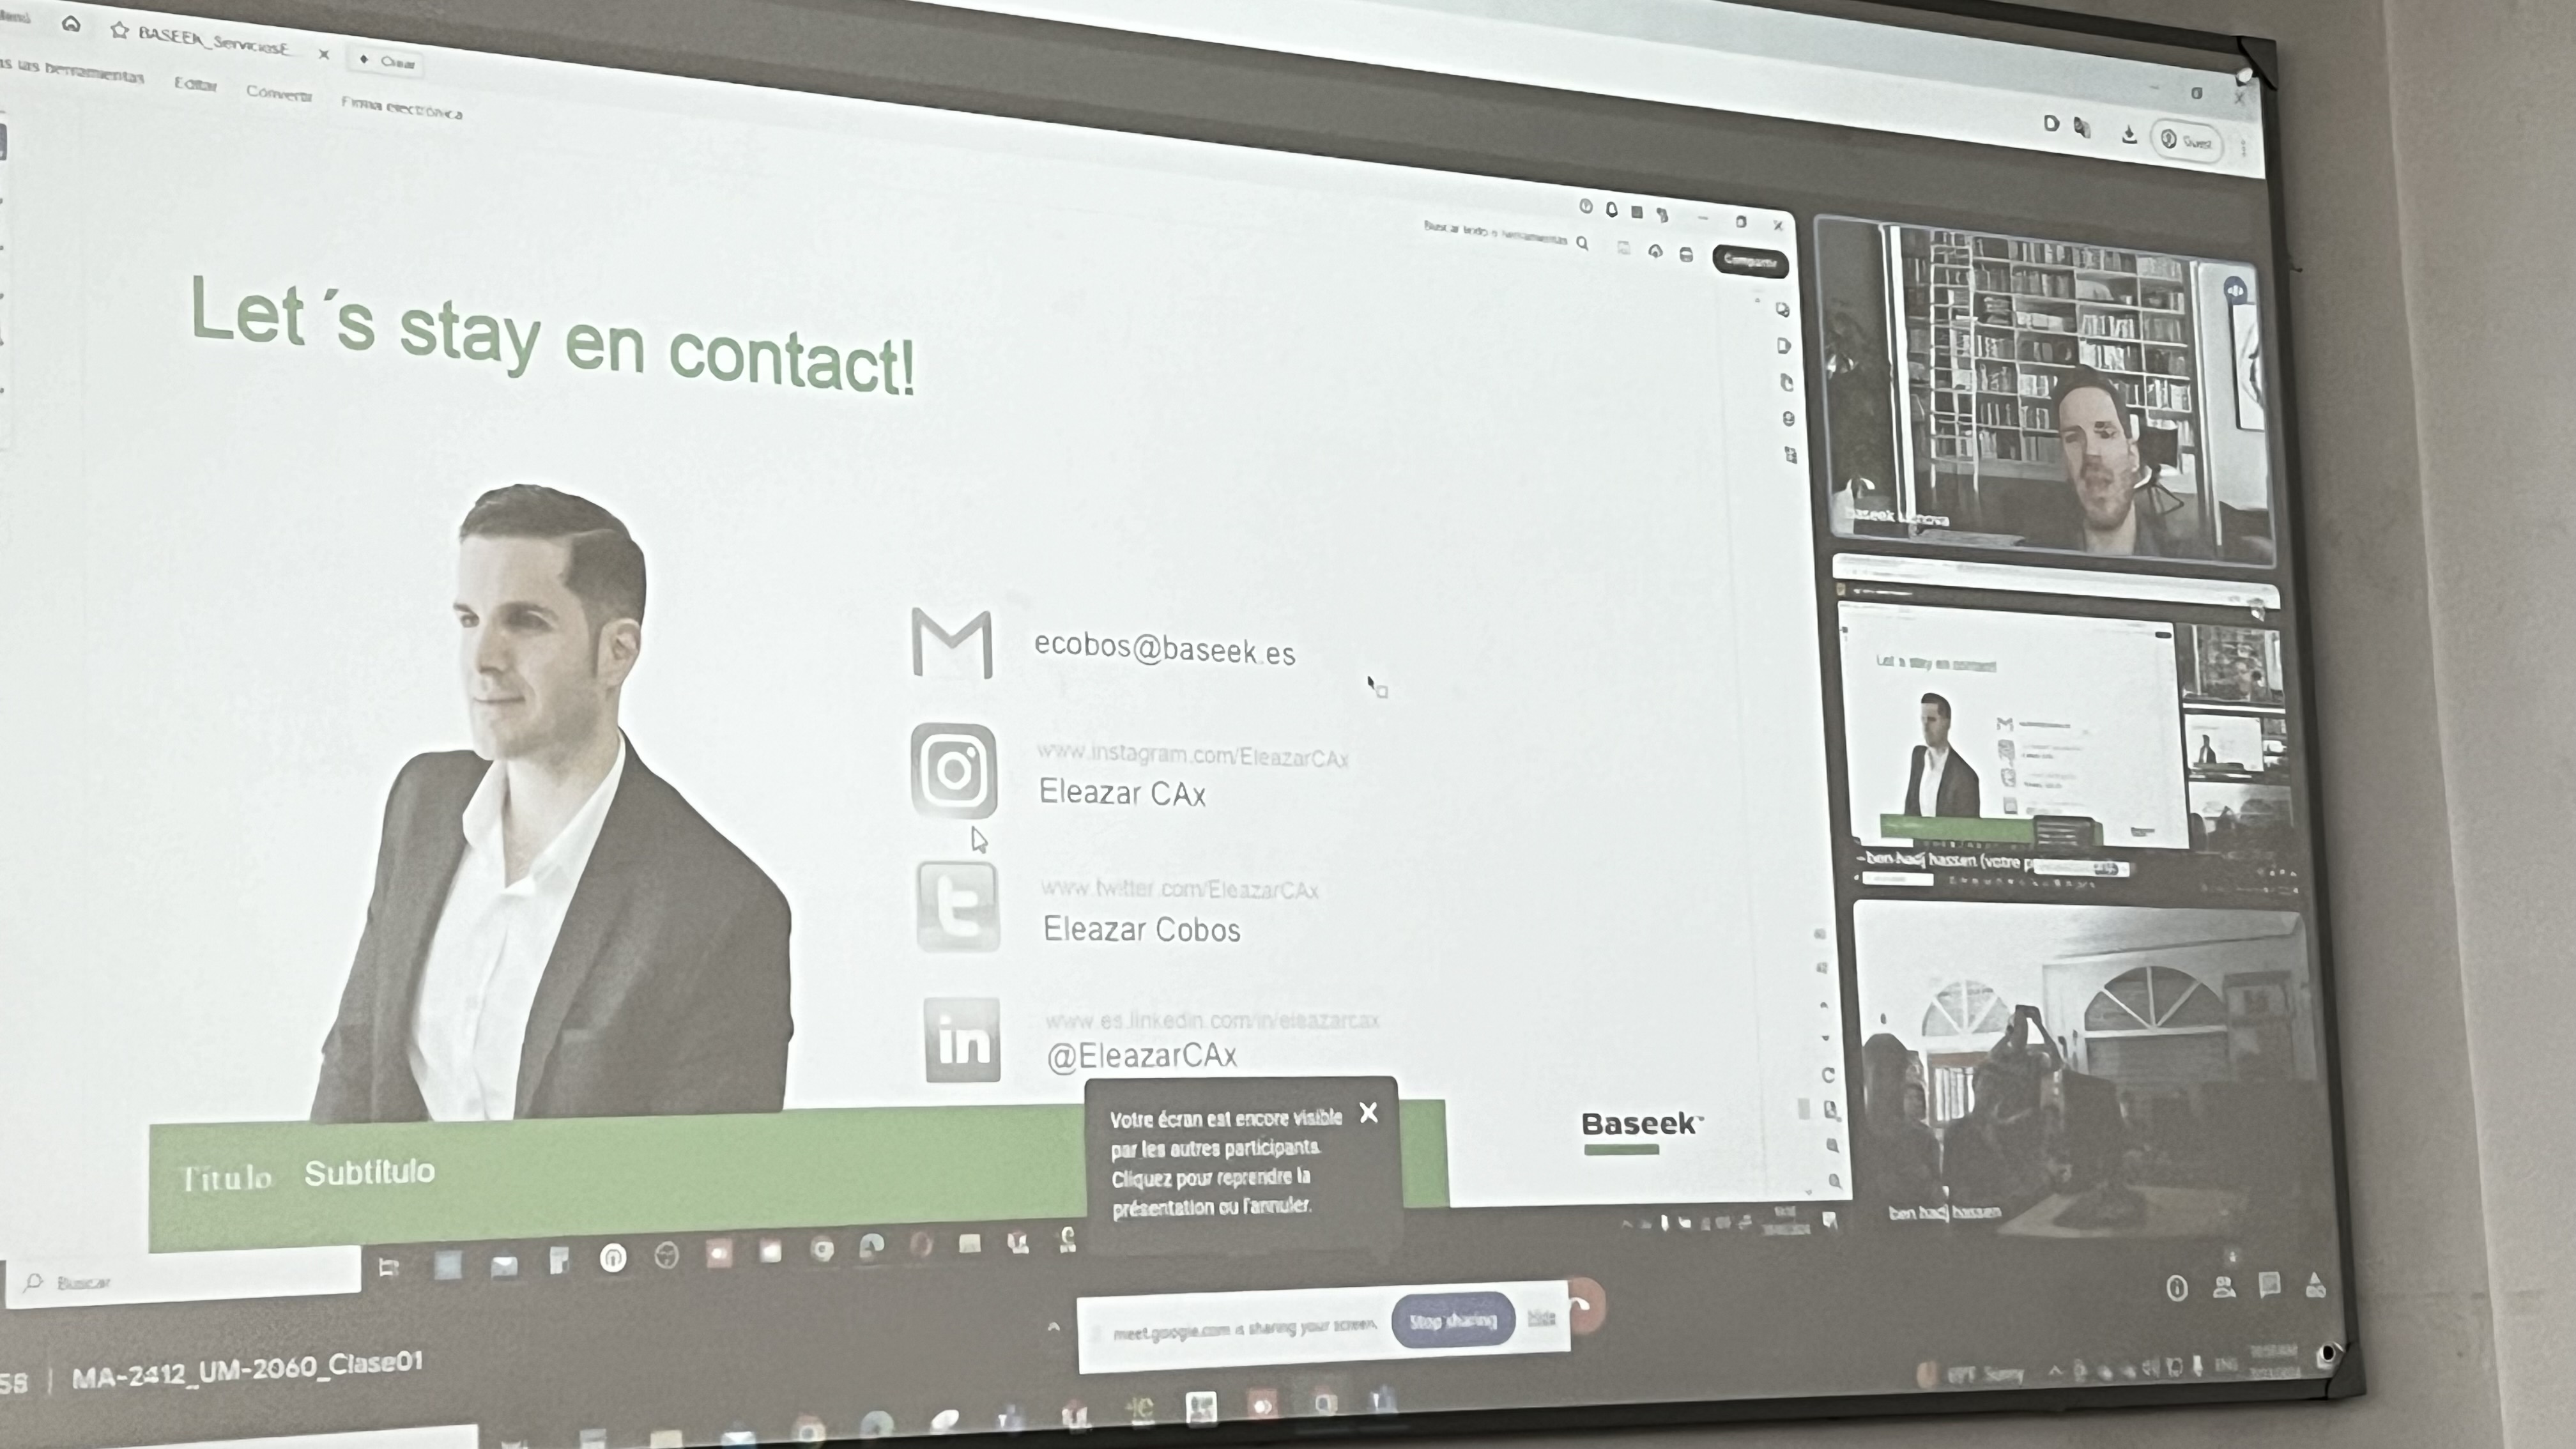 BASEEK_ServiciosE
Crear
las herramientas
Editar
Convertir
Firma electrónica
Guest
Buscar texto o herramientas
Compartir
Let´s stay en contact!
ecobos@baseek.es
www.instagram.com/EleazarCAx
Eleazar CAx
www.twitter.com/EleazarCAx
Eleazar Cobos
www.es.linkedin.com/in/eleazarcax
@EleazarCAx
in
Votre écran est encore visible
par les autres participants.
Cliquez pour reprendre la
présentation ou l'annuler.
Título Subtítulo
Baseek
baseek
Let´s stay en contact!
ben hadj hassen (votre
ben hadj hassen
Buscar
meet.google.com is sharing your screen.
Stop sharing
Hide
58 | MA-2412_UM-2060_Clase01
Sunny
ENG